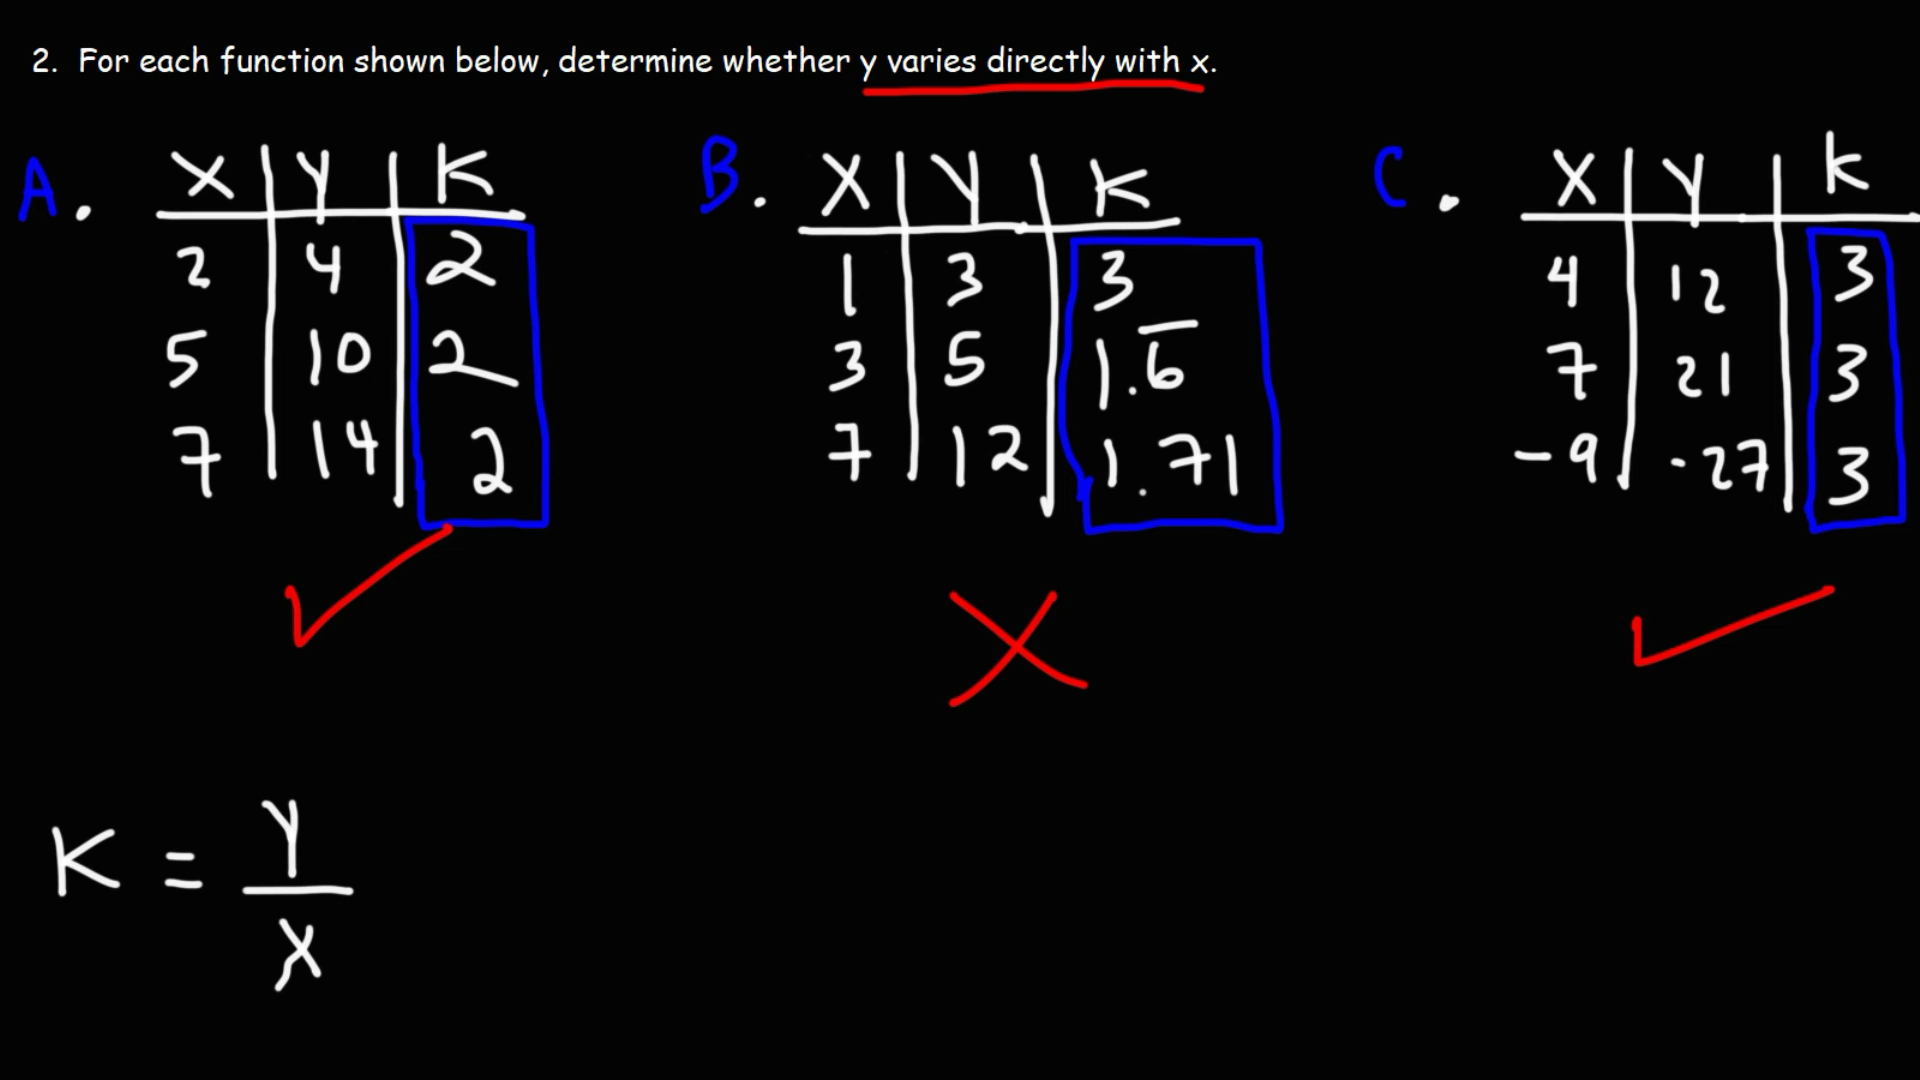 2. For each function shown below, determine whether y varies directly with x.
A. X Y K
2 4 2
5 10 2
7 14 2
B. X Y K
1 3 3
3 5 1.6̅
7 12 1.71
C. X Y K
4 12 3
7 21 3
-9 -27 3
K = Y
X